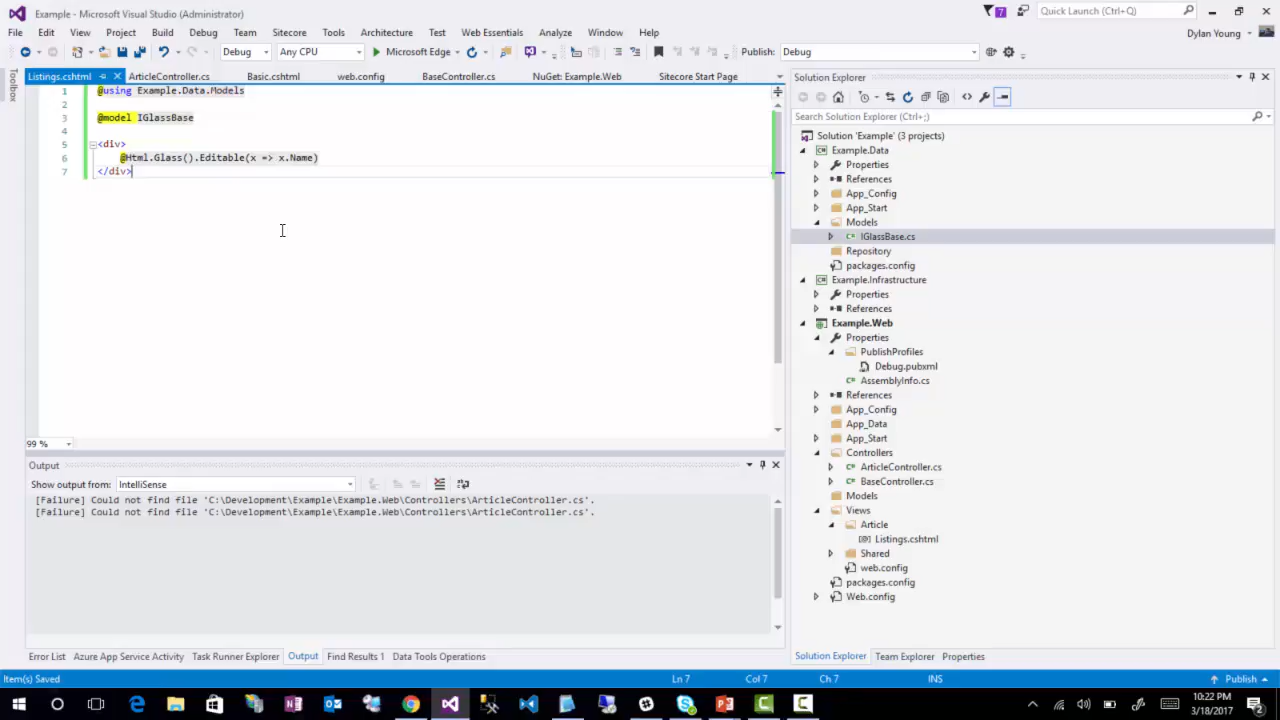 Example - Microsoft Visual Studio (Administrator)
7
Quick Launch (Ctrl+Q)
File Edit View Project Build Debug Team Sitecore Tools Architecture Test Web Essentials Analyze Window Help
Dylan Young
Debug Any CPU Microsoft Edge Publish: Debug
Toolbox
Listings.cshtml ArticleController.cs Basic.cshtml web.config BaseController.cs NuGet: Example.Web Sitecore Start Page
1 @using Example.Data.Models
2
3 @model IGlassBase
4
5 <div>
6 @Html.Glass().Editable(x => x.Name)
7 </div>
99 %
Output
Show output from: IntelliSense
[Failure] Could not find file 'C:\Development\Example\Example.Web\Controllers\ArticleController.cs'.
[Failure] Could not find file 'C:\Development\Example\Example.Web\Controllers\ArticleController.cs'.
Error List Azure App Service Activity Task Runner Explorer Output Find Results 1 Data Tools Operations
Solution Explorer
Search Solution Explorer (Ctrl+;)
Solution 'Example' (3 projects)
Example.Data
Properties
References
App_Config
App_Start
Models
IGlassBase.cs
Repository
packages.config
Example.Infrastructure
Properties
References
Example.Web
Properties
PublishProfiles
Debug.pubxml
AssemblyInfo.cs
References
App_Config
App_Data
App_Start
Controllers
ArticleController.cs
BaseController.cs
Models
Views
Article
Listings.cshtml
Shared
web.config
packages.config
Web.config
Solution Explorer Team Explorer Properties
Item(s) Saved Ln 7 Col 7 Ch 7 INS Publish
10:22 PM
3/18/2017